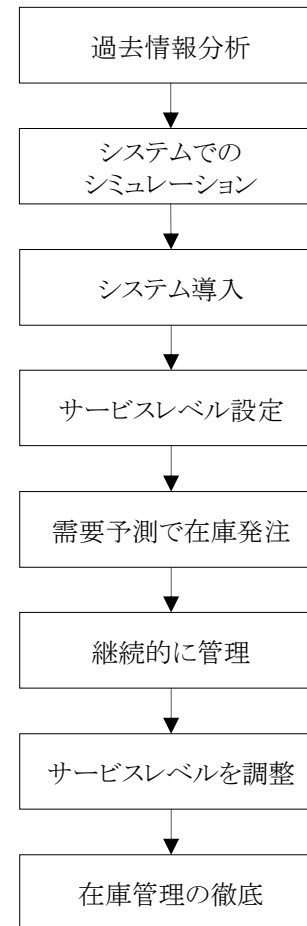 過去情報分析
システムでの
シミュレーション
システム導入
サービスレベル設定
需要予測で在庫発注
継続的に管理
サービスレベルを調整
在庫管理の徹底